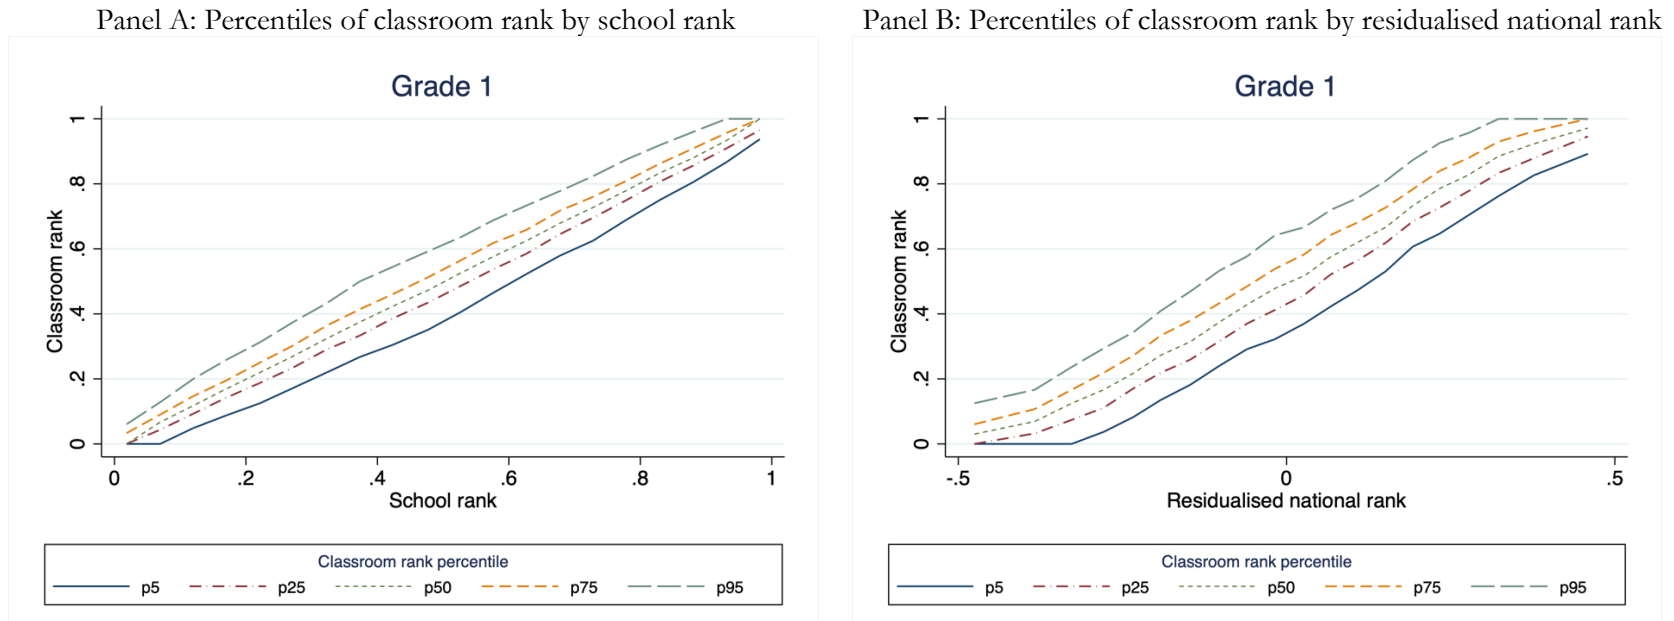 Panel A: Percentiles of classroom rank by school rank
Grade 1
Classroom rank
1
.8
.6
.4
.2
0
0 .2 .4 .6 .8 1
School rank
Classroom rank percentile
p5 p25 p50 p75 p95
Panel B: Percentiles of classroom rank by residualised national rank
Grade 1
Classroom rank
1
.8
.6
.4
.2
0
-.5 0 .5
Residualised national rank
Classroom rank percentile
p5 p25 p50 p75 p95